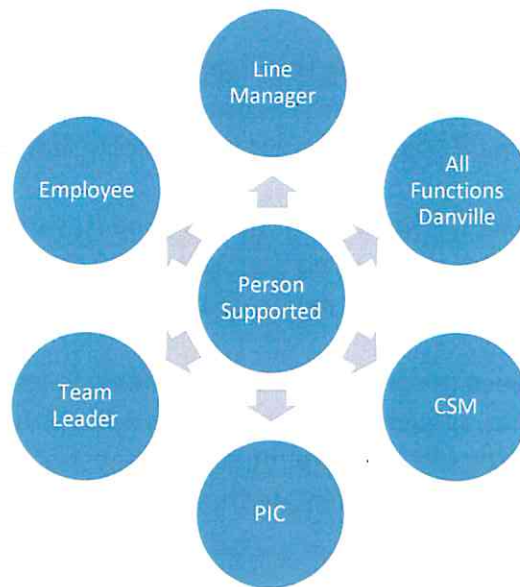 Line
Manager
Employee
All
Functions
Danville
Person
Supported
Team
Leader
CSM
PIC